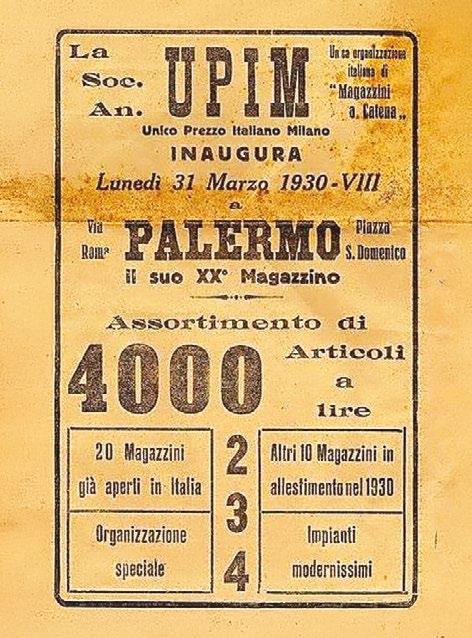 La
Soc.
An.
UPIM
Un ca organizzazione
italiana di
"Magazzini
a Catena„
Unico Prezzo Italiano Milano
INAUGURA
Lunedì 31 Marzo 1930-VIII
a
Via
Roma
PALERMO
Piazza
S. Domenico
il suo XX° Magazzino
Assortimento di
4000
Articoli
a
lire
20 Magazzini
già aperti in Italia
Organizzazione
speciale
2
3
4
Altri 10 Magazzini in
allestimento nel 1930
Impianti
modernissimi